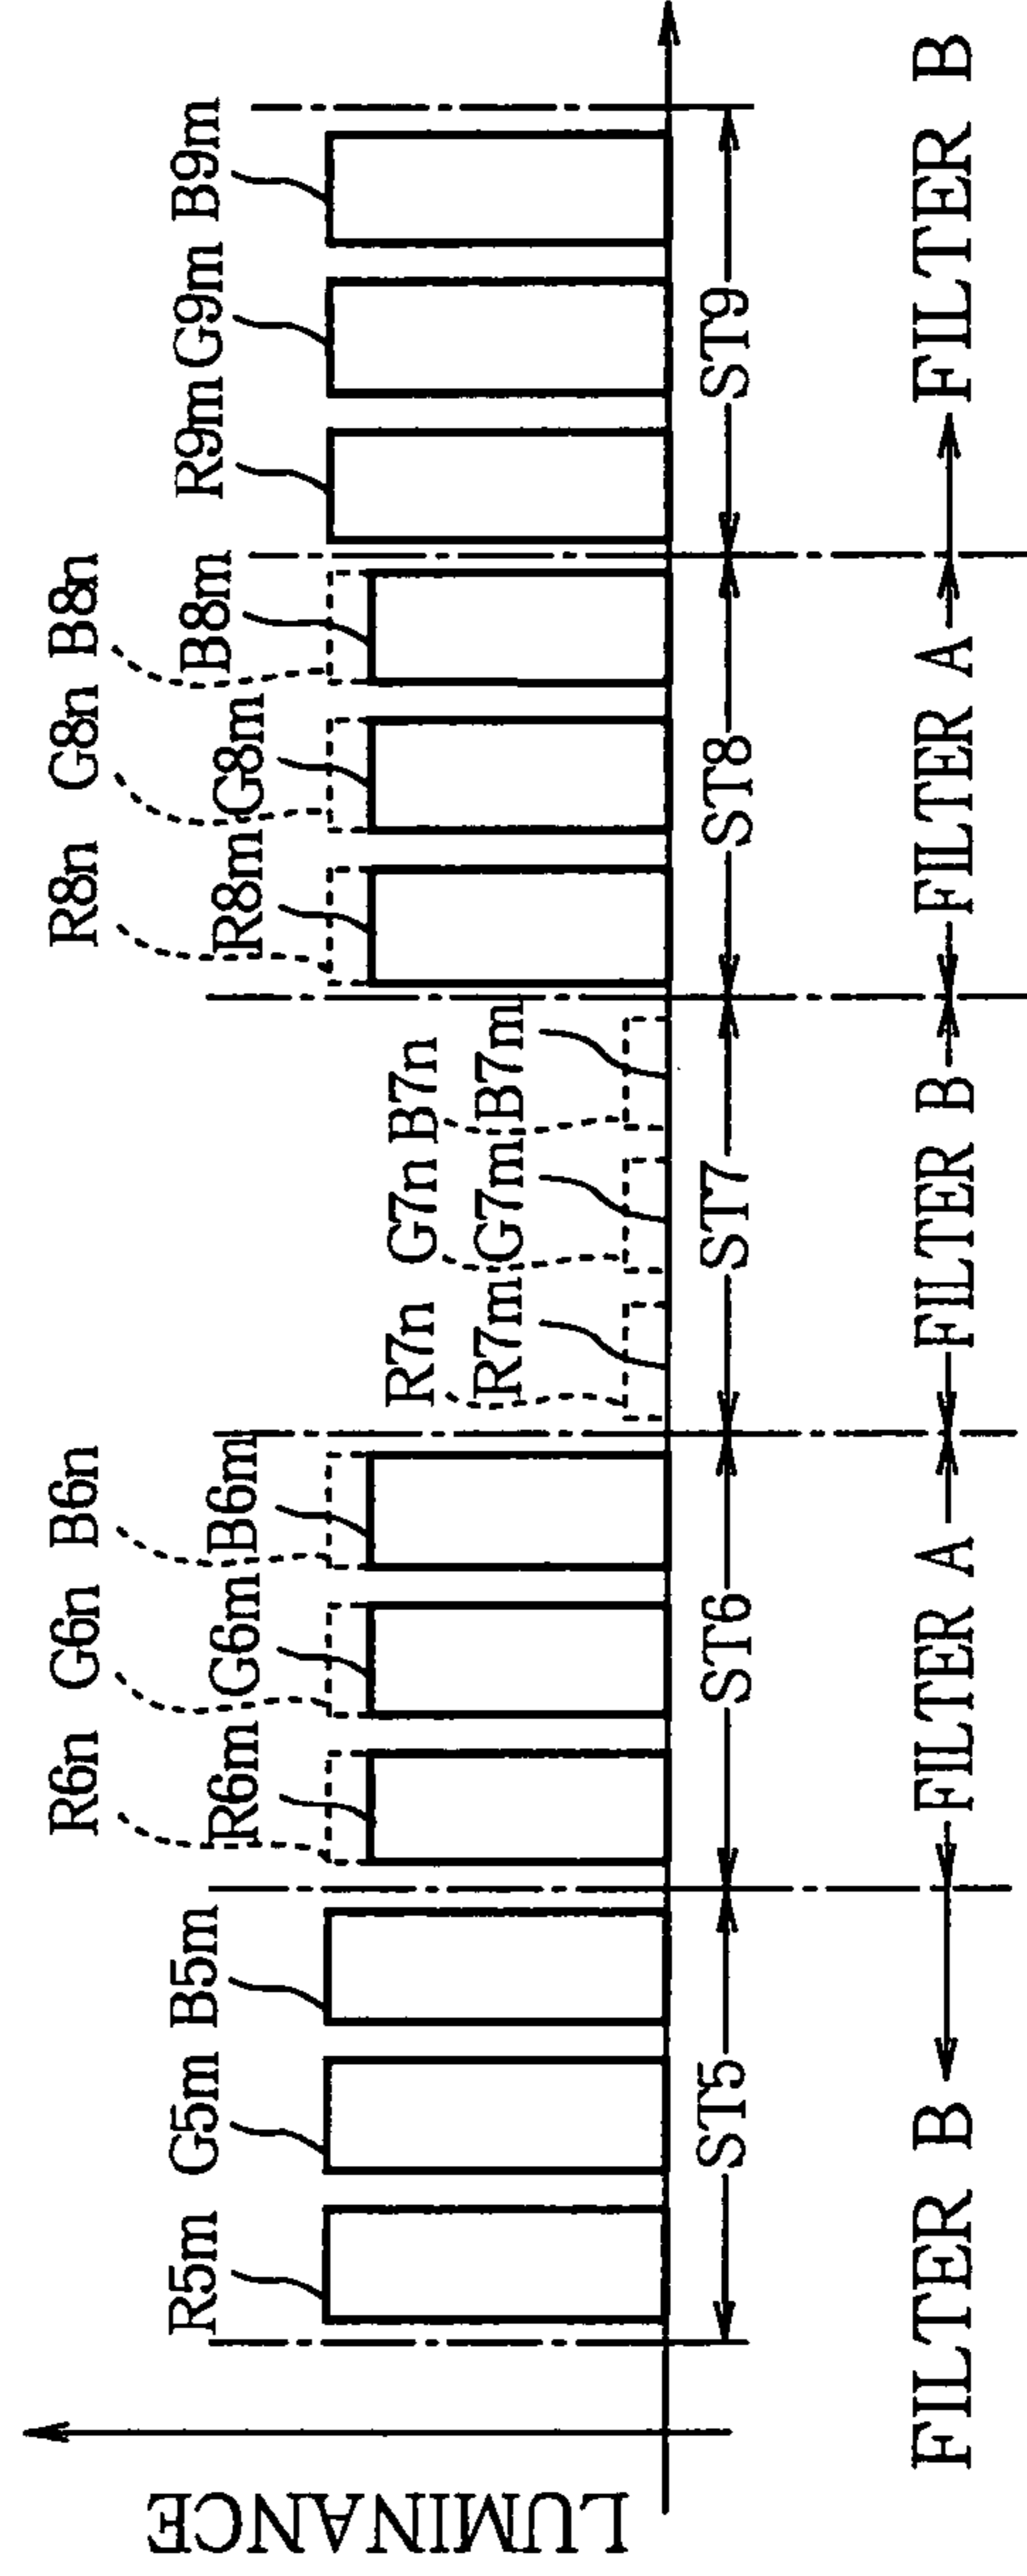 LUMINANCE
R6n G6n B6n R8n G8n B8n
R5m G5m B5m R6m G6m B6m R8m G8m B8m R9m G9m B9m
R7n G7n B7n
R7m G7m B7m
ST5 ST6 ST7 ST8 ST9
FILTER B FILTER A FILTER B FILTER A FILTER B